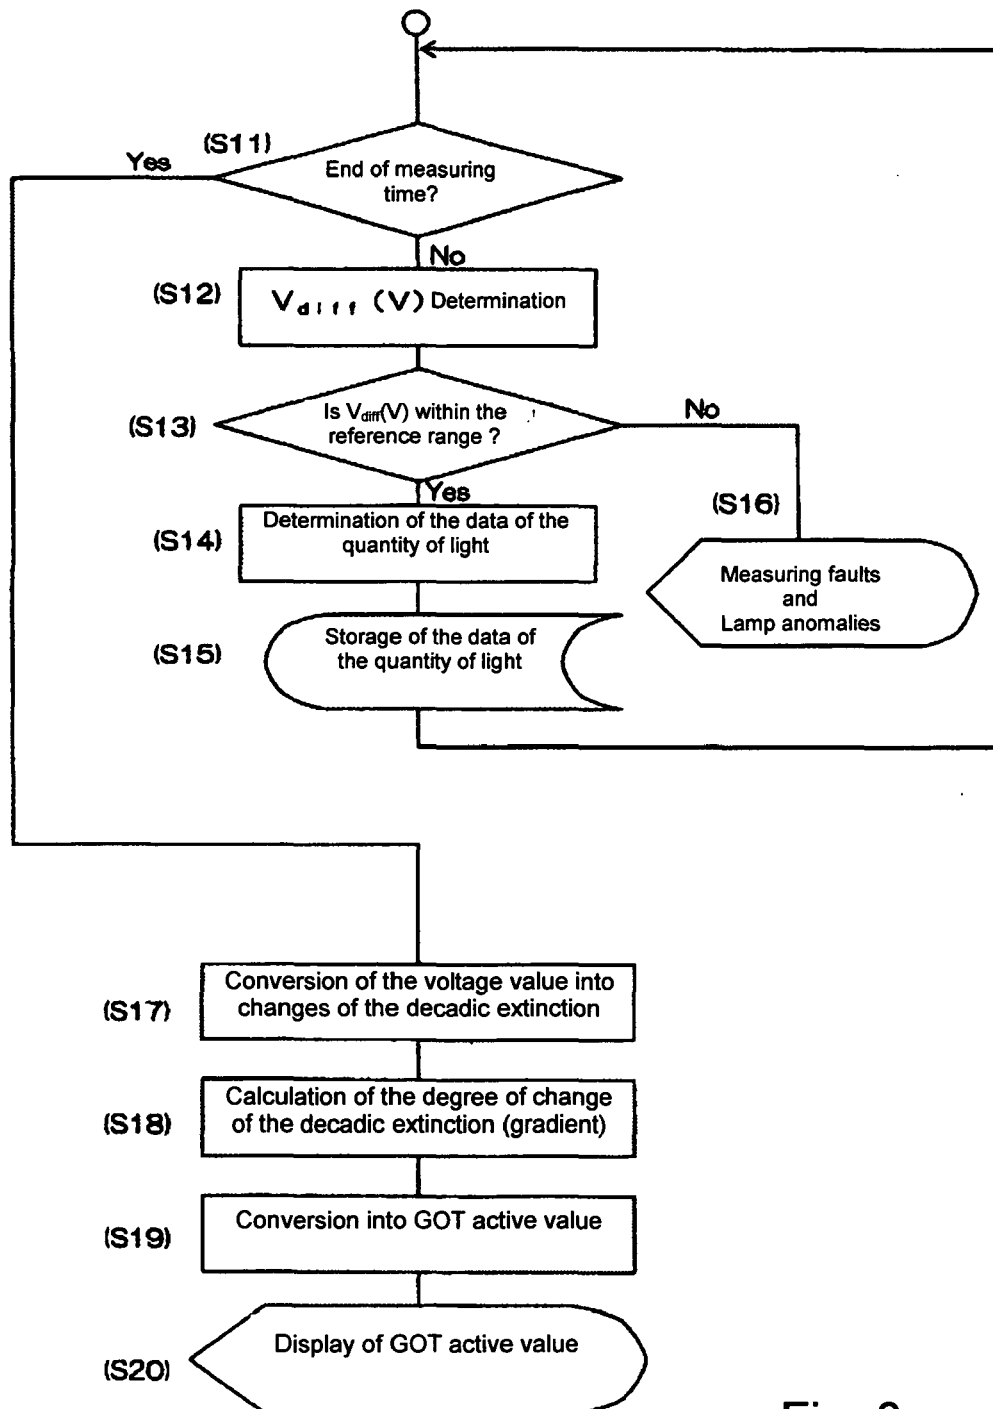 (S11)
Yes
End of measuring
time?
No
(S12)
Vdiff (V) Determination
(S13)
Is Vdiff(V) within the
reference range ?
No
Yes
(S14)
Determination of the data of the
quantity of light
(S16)
Measuring faults
and
Lamp anomalies
(S15)
Storage of the data of
the quantity of light
(S17)
Conversion of the voltage value into
changes of the decadic extinction
(S18)
Calculation of the degree of change
of the decadic extinction (gradient)
(S19)
Conversion into GOT active value
(S20)
Display of GOT active value